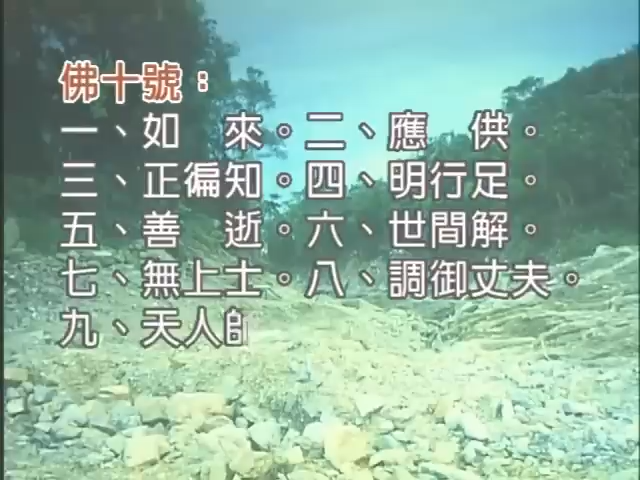 佛十號：
一、如　來。二、應　供。
三、正徧知。四、明行足。
五、善　逝。六、世間解。
七、無上士。八、調御丈夫。
九、天人